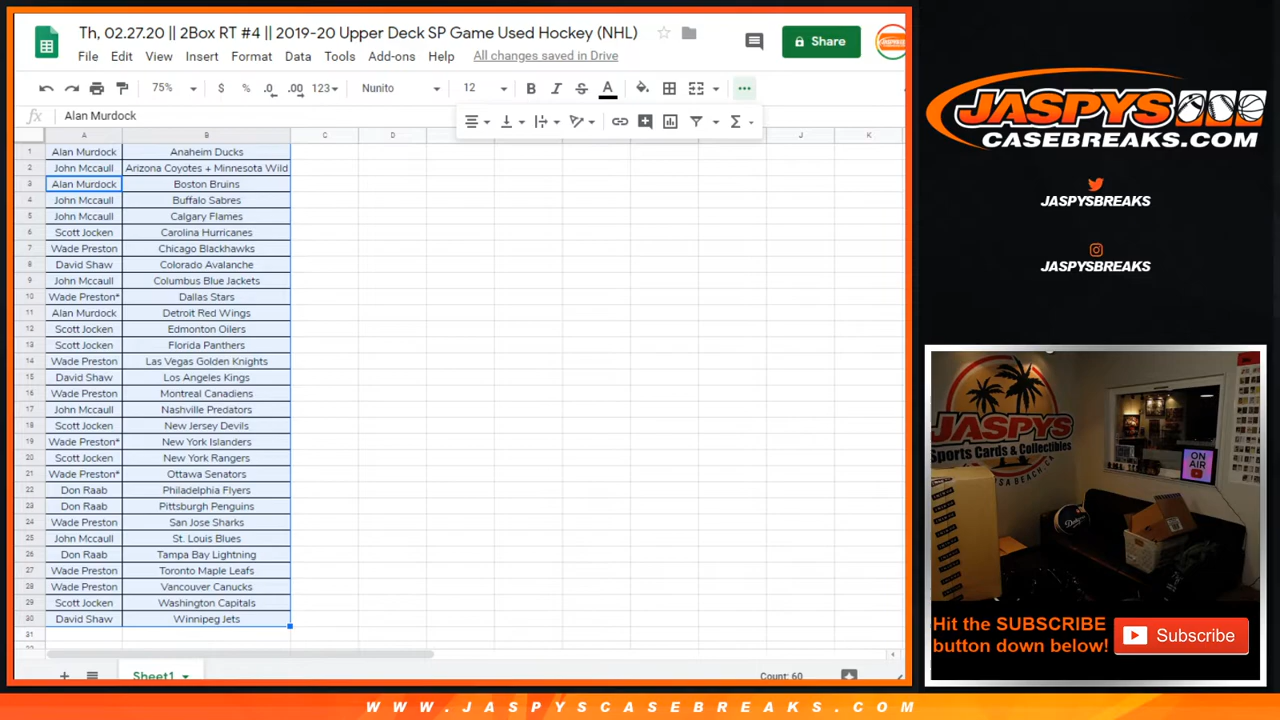 Th, 02.27.20 || 2Box RT #4 || 2019-20 Upper Deck SP Game Used Hockey (NHL)
File Edit View Insert Format Data Tools Add-ons Help All changes saved in Drive
Share
75% $ % .0 .00 123 Nunito 12 B I S A
fx Alan Murdock
A B C D J K
1 Alan Murdock Anaheim Ducks
2 John Mccaull Arizona Coyotes + Minnesota Wild
3 Alan Murdock Boston Bruins
4 John Mccaull Buffalo Sabres
5 John Mccaull Calgary Flames
6 Scott Jocken Carolina Hurricanes
7 Wade Preston Chicago Blackhawks
8 David Shaw Colorado Avalanche
9 John Mccaull Columbus Blue Jackets
10 Wade Preston* Dallas Stars
11 Alan Murdock Detroit Red Wings
12 Scott Jocken Edmonton Oilers
13 Scott Jocken Florida Panthers
14 Wade Preston Las Vegas Golden Knights
15 David Shaw Los Angeles Kings
16 Wade Preston Montreal Canadiens
17 John Mccaull Nashville Predators
18 Scott Jocken New Jersey Devils
19 Wade Preston* New York Islanders
20 Scott Jocken New York Rangers
21 Wade Preston* Ottawa Senators
22 Don Raab Philadelphia Flyers
23 Don Raab Pittsburgh Penguins
24 Wade Preston San Jose Sharks
25 John Mccaull St. Louis Blues
26 Don Raab Tampa Bay Lightning
27 Wade Preston Toronto Maple Leafs
28 Wade Preston Vancouver Canucks
29 Scott Jocken Washington Capitals
30 David Shaw Winnipeg Jets
31
Sheet1 Count: 60
JASPYS
CASEBREAKS.COM
JASPYSBREAKS
JASPYSBREAKS
JASPYS
Sports Cards & Collectibles
ON
AIR
Hit the SUBSCRIBE
button down below!
Subscribe
WWW.JASPYSCASEBREAKS.COM